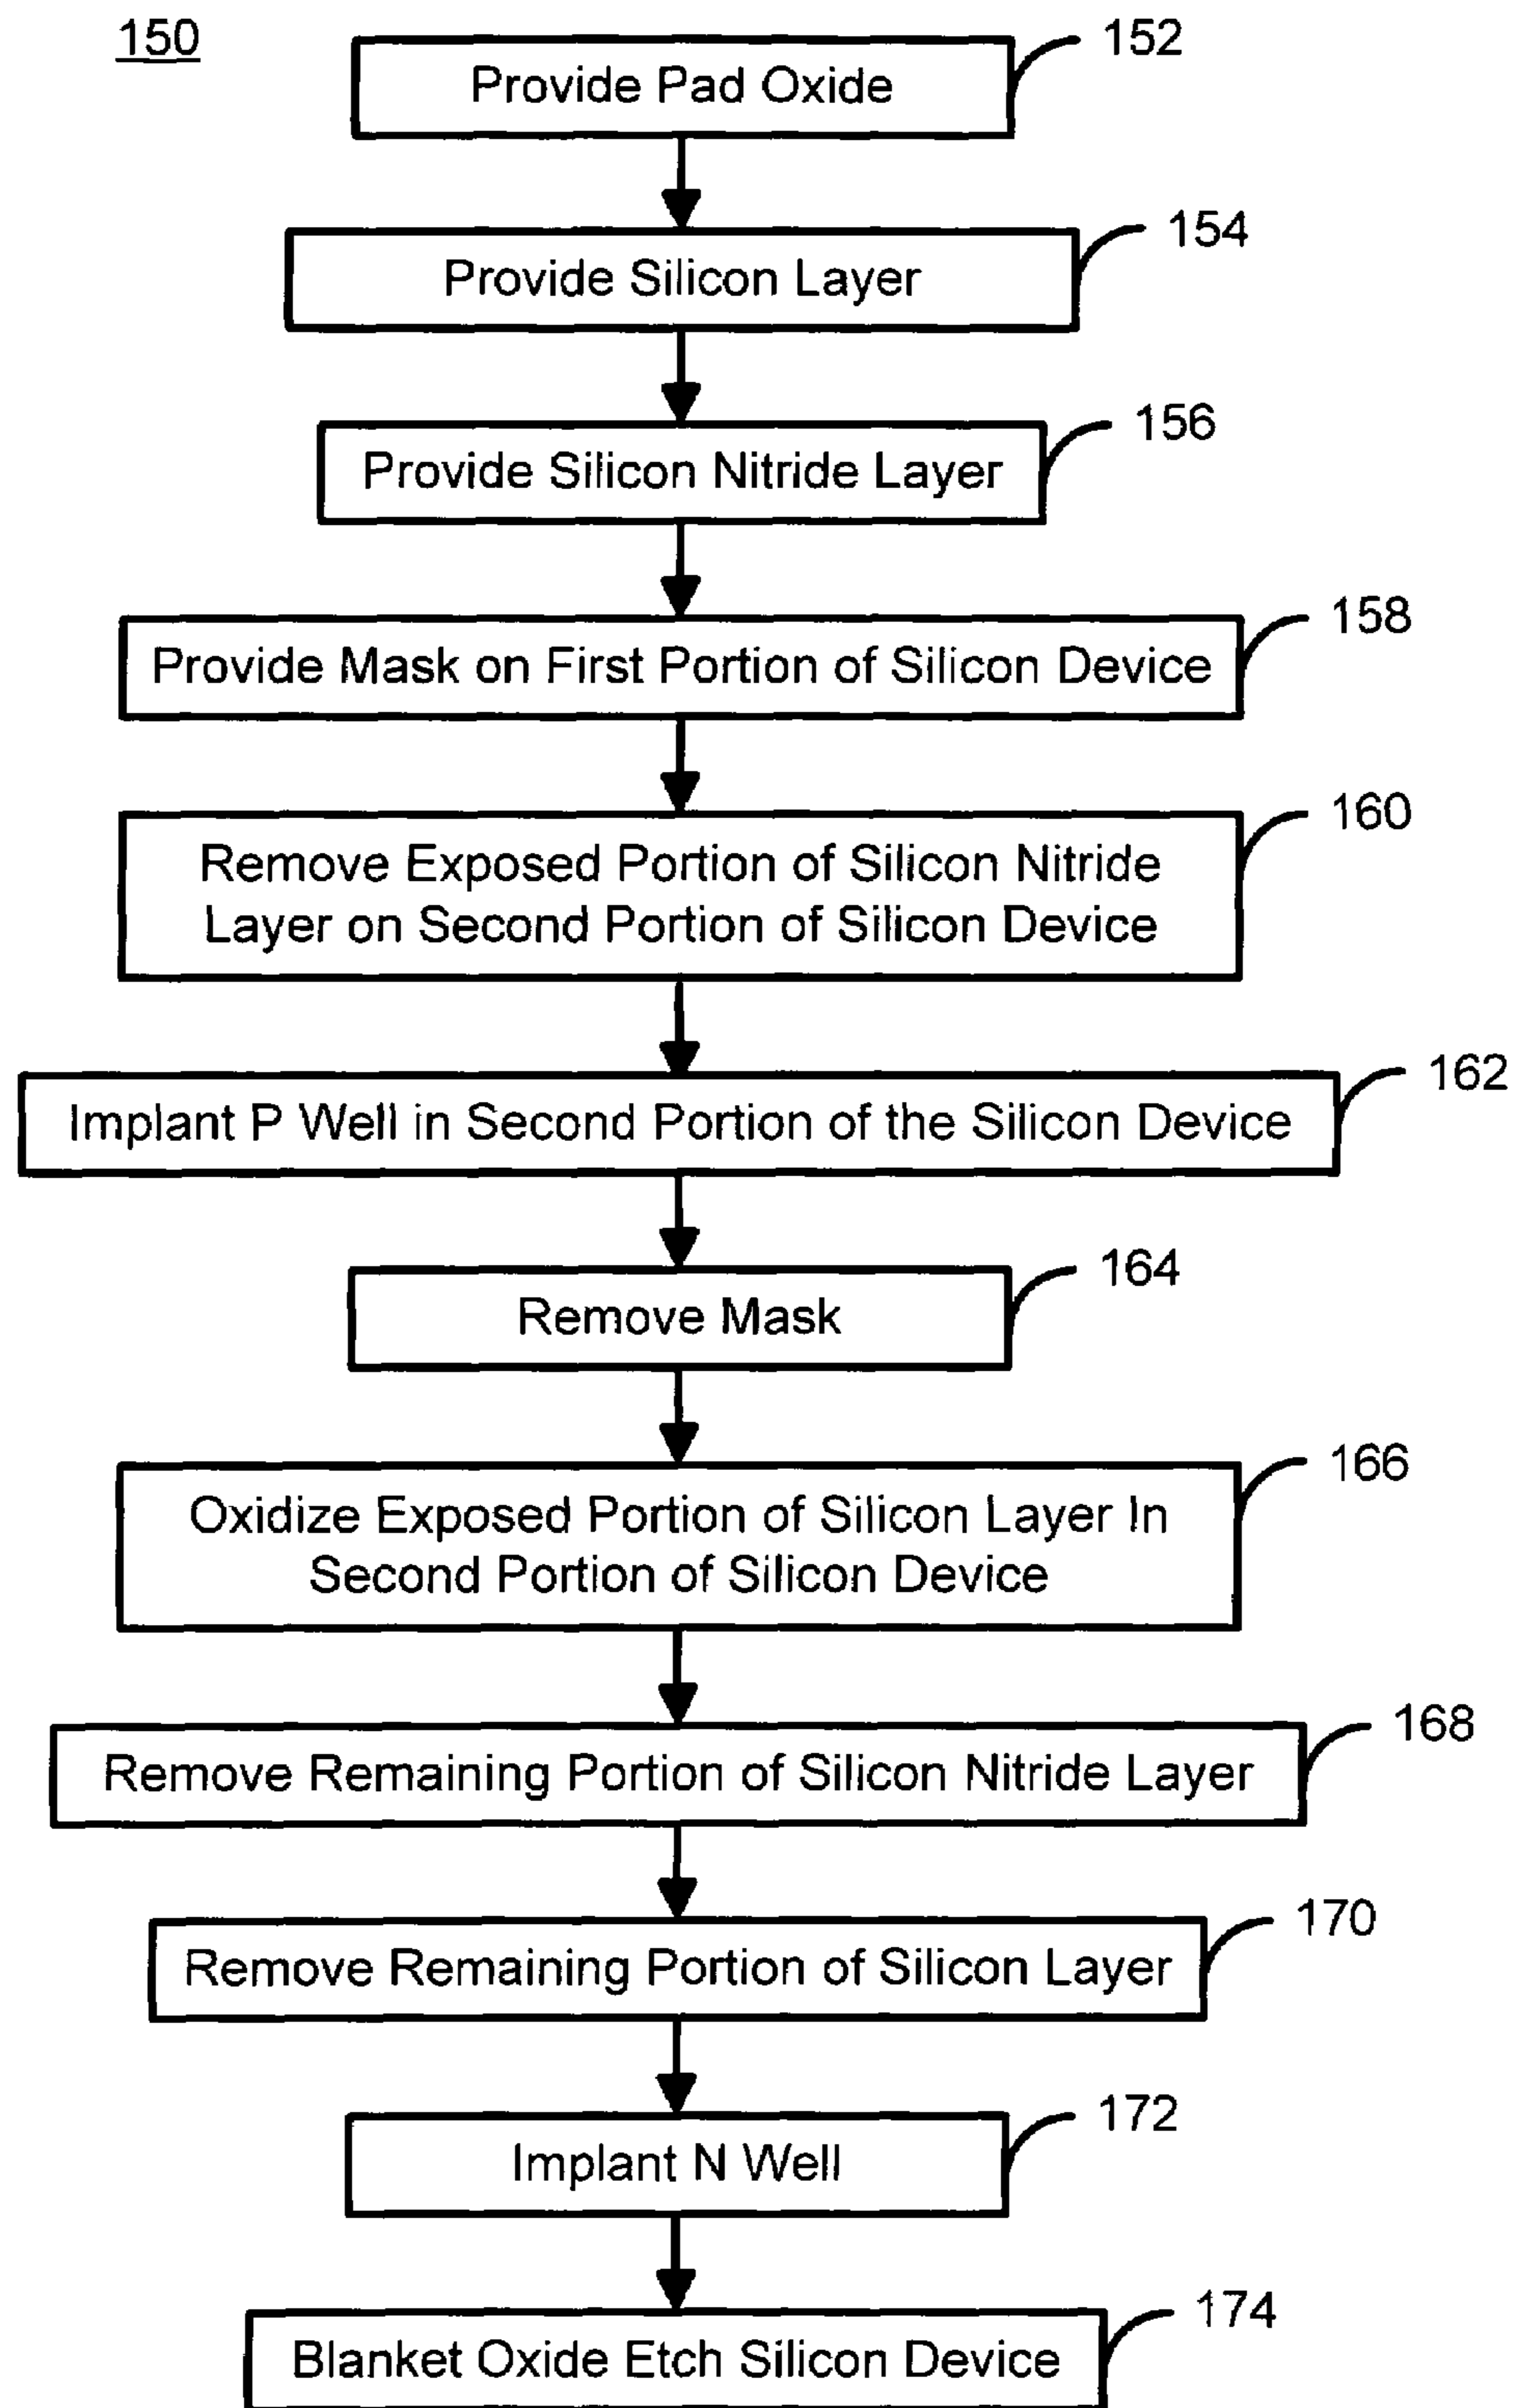 150
Provide Pad Oxide
152
Provide Silicon Layer
154
Provide Silicon Nitride Layer
156
Provide Mask on First Portion of Silicon Device
158
Remove Exposed Portion of Silicon Nitride
Layer on Second Portion of Silicon Device
160
Implant P Well in Second Portion of the Silicon Device
162
Remove Mask
164
Oxidize Exposed Portion of Silicon Layer In
Second Portion of Silicon Device
166
Remove Remaining Portion of Silicon Nitride Layer
168
Remove Remaining Portion of Silicon Layer
170
Implant N Well
172
Blanket Oxide Etch Silicon Device
174